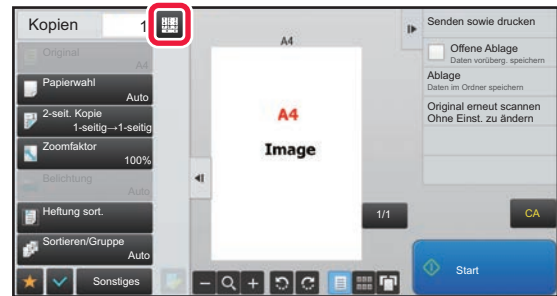 Kopien 1
Original
A4
Papierwahl
Auto
2-seit. Kopie
1-seitig→1-seitig
Zoomfaktor
100%
Belichtung
Auto
Heftung sort.
Sortieren/Gruppe
Auto
Sonstiges
A4
A4
Image
1/1
Senden sowie drucken
Offene Ablage
Daten vorüberg. speichern
Ablage
Daten im Ordner speichern
Original erneut scannen
Ohne Einst. zu ändern
CA
Start